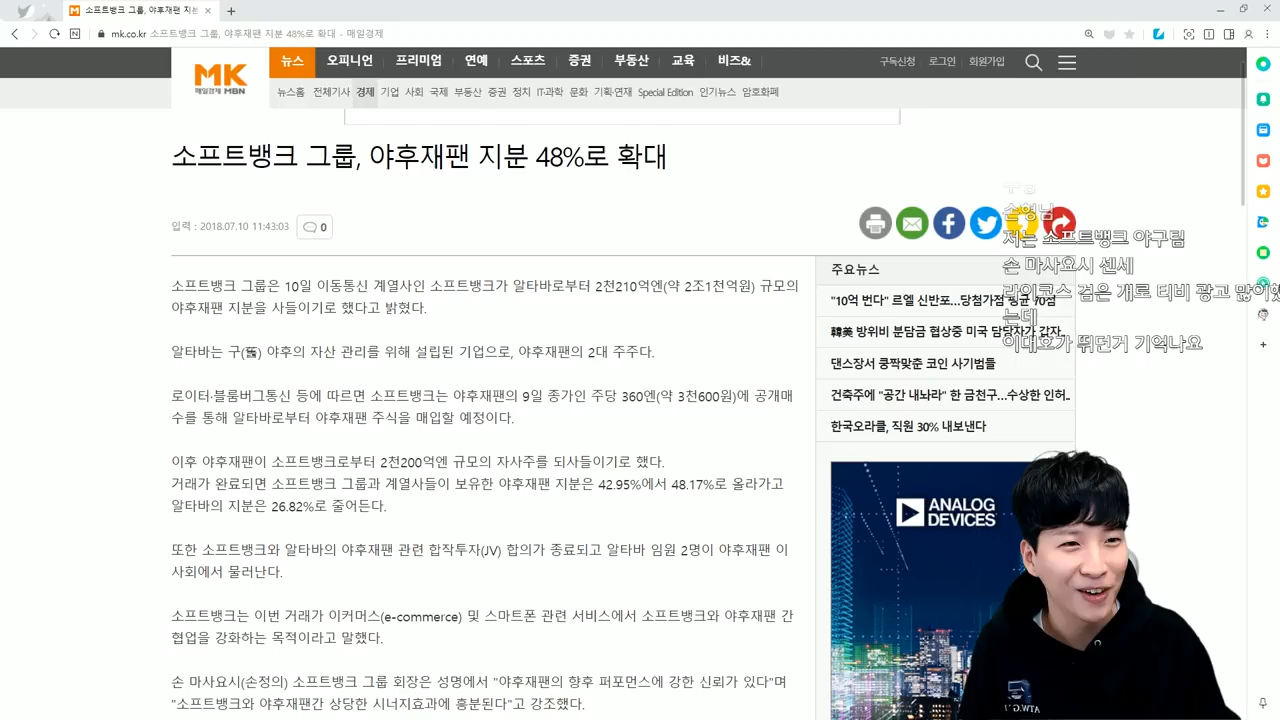 소프트뱅크 그룹, 야후재팬 지분
mk.co.kr 소프트뱅크 그룹, 야후재팬 지분 48%로 확대 - 매일경제
MK
매일경제 MBN
뉴스 오피니언 프리미엄 연예 스포츠 증권 부동산 교육 비즈&
구독신청 로그인 회원가입
뉴스홈 전체기사 경제 기업 사회 국제 부동산 증권 정치 IT·과학 문화 기획·연재 Special Edition 인기뉴스 암호화폐
소프트뱅크 그룹, 야후재팬 지분 48%로 확대
입력 : 2018.07.10 11:43:03 0
소프트뱅크 그룹은 10일 이동통신 계열사인 소프트뱅크가 알타바로부터 2천210억엔(약 2조1천억원) 규모의
야후재팬 지분을 사들이기로 했다고 밝혔다.
알타바는 구(舊) 야후의 자산 관리를 위해 설립된 기업으로, 야후재팬의 2대 주주다.
로이터·블룸버그통신 등에 따르면 소프트뱅크는 야후재팬의 9일 종가인 주당 360엔(약 3천600원)에 공개매
수를 통해 알타바로부터 야후재팬 주식을 매입할 예정이다.
이후 야후재팬이 소프트뱅크로부터 2천200억엔 규모의 자사주를 되사들이기로 했다.
거래가 완료되면 소프트뱅크 그룹과 계열사들이 보유한 야후재팬 지분은 42.95%에서 48.17%로 올라가고
알타바의 지분은 26.82%로 줄어든다.
또한 소프트뱅크와 알타바의 야후재팬 관련 합작투자(JV) 합의가 종료되고 알타바 임원 2명이 야후재팬 이
사회에서 물러난다.
소프트뱅크는 이번 거래가 이커머스(e-commerce) 및 스마트폰 관련 서비스에서 소프트뱅크와 야후재팬 간
협업을 강화하는 목적이라고 말했다.
손 마사요시(손정의) 소프트뱅크 그룹 회장은 성명에서 "야후재팬의 향후 퍼포먼스에 강한 신뢰가 있다"며
"소프트뱅크와 야후재팬간 상당한 시너지효과에 흥분된다"고 강조했다.
주요뉴스
"10억 번다" 르엘 신반포...당첨가점 평균 70점
韓美 방위비 분담금 협상중 미국 담당자가 갑자..
댄스장서 쿵짝맞춘 코인 사기범들
건축주에 "공간 내놔라" 한 금천구...수상한 인허..
한국오라클, 직원 30% 내보낸다
손형님
저는 소프트뱅크 야구팀
손 마사요시 센세
라이코스 검은 개로 티비 광고 많이했
는데
이대호가 뛰던거 기억나요
ANALOG
DEVICES